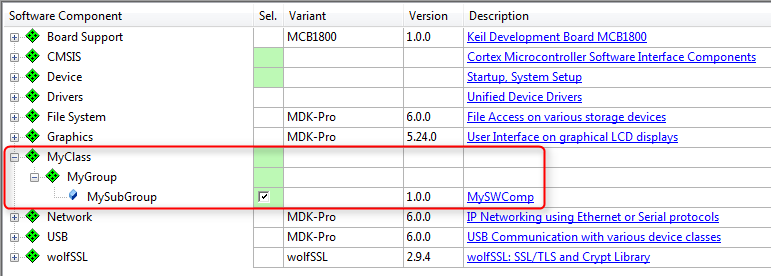 Software Component Sel. Variant Version Description
Board Support MCB1800 1.0.0 Keil Development Board MCB1800
CMSIS Cortex Microcontroller Software Interface Components
Device Startup, System Setup
Drivers Unified Device Drivers
File System MDK-Pro 6.0.0 File Access on various storage devices
Graphics MDK-Pro 5.24.0 User Interface on graphical LCD displays
MyClass
MyGroup
MySubGroup 1.0.0 MySWComp
Network MDK-Pro 6.0.0 IP Networking using Ethernet or Serial protocols
USB MDK-Pro 6.0.0 USB Communication with various device classes
wolfSSL wolfSSL 2.9.4 wolfSSL: SSL/TLS and Crypt Library